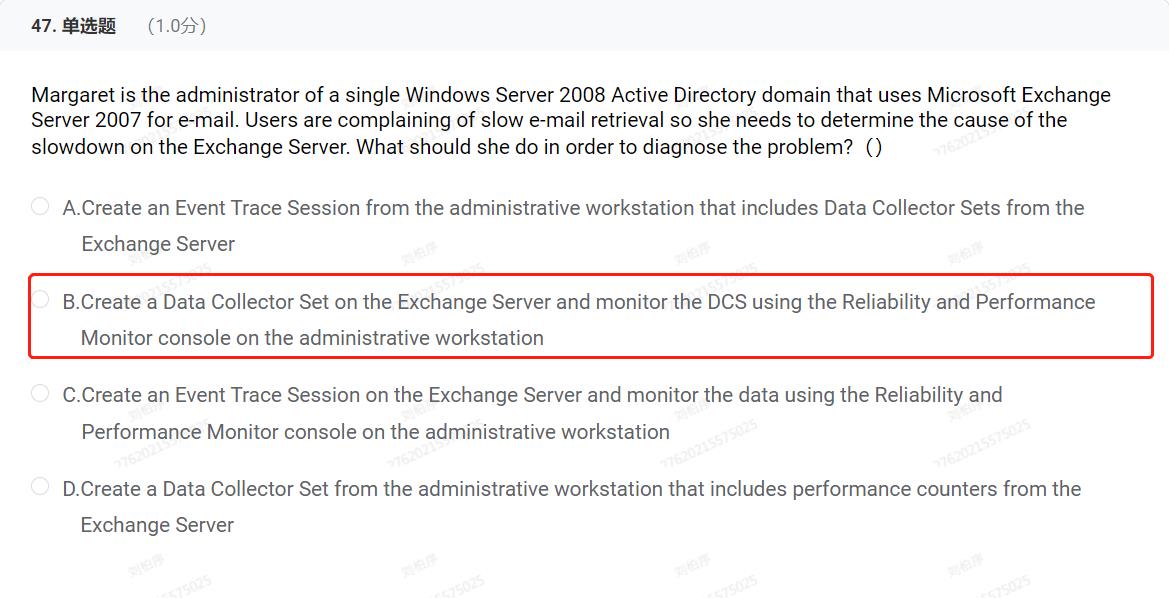 47. 单选题 （1.0分）
Margaret is the administrator of a single Windows Server 2008 Active Directory domain that uses Microsoft Exchange
Server 2007 for e-mail. Users are complaining of slow e-mail retrieval so she needs to determine the cause of the
slowdown on the Exchange Server. What should she do in order to diagnose the problem?（）
A.Create an Event Trace Session from the administrative workstation that includes Data Collector Sets from the
Exchange Server
B.Create a Data Collector Set on the Exchange Server and monitor the DCS using the Reliability and Performance
Monitor console on the administrative workstation
C.Create an Event Trace Session on the Exchange Server and monitor the data using the Reliability and
Performance Monitor console on the administrative workstation
D.Create a Data Collector Set from the administrative workstation that includes performance counters from the
Exchange Server